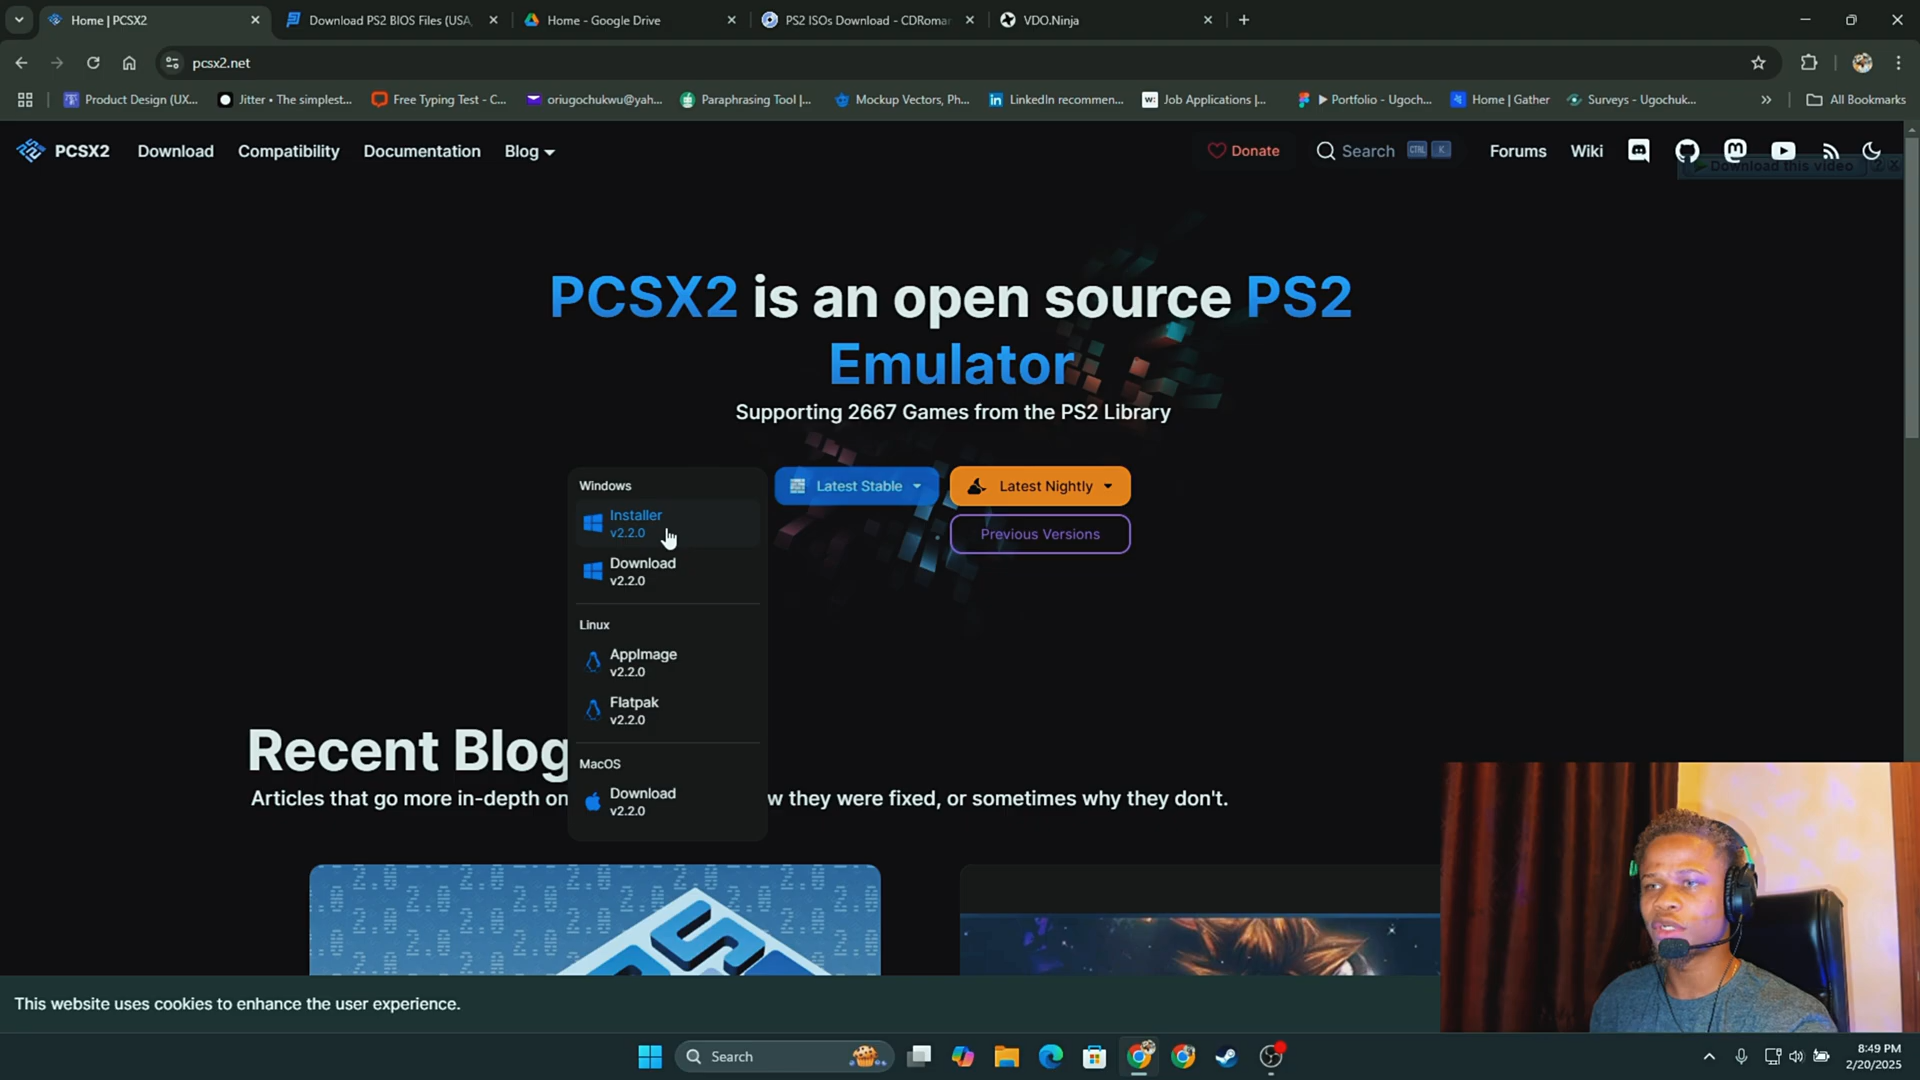 Home | PCSX2
Download PS2 BIOS Files (USA,
Home - Google Drive
PS2 ISOs Download - CDRomar
VDO.Ninja
pcsx2.net
Product Design (UX...
Jitter • The simplest...
Free Typing Test - C...
oriugochukwu@yah...
Paraphrasing Tool |...
Mockup Vectors, Ph...
LinkedIn recommen...
Job Applications |...
Portfolio - Ugoch...
Home | Gather
Surveys - Ugochuk...
All Bookmarks
PCSX2
Download
Compatibility
Documentation
Blog
Donate
Search
CTRL K
Forums
Wiki
Download this video
PCSX2 is an open source PS2
Emulator
Supporting 2667 Games from the PS2 Library
Latest Stable
Latest Nightly
Previous Versions
Windows
Installer
v2.2.0
Download
v2.2.0
Linux
AppImage
v2.2.0
Flatpak
v2.2.0
MacOS
Download
v2.2.0
Recent Blog
Articles that go more in-depth on
w they were fixed, or sometimes why they don't.
This website uses cookies to enhance the user experience.
Search
8:49 PM
2/20/2025